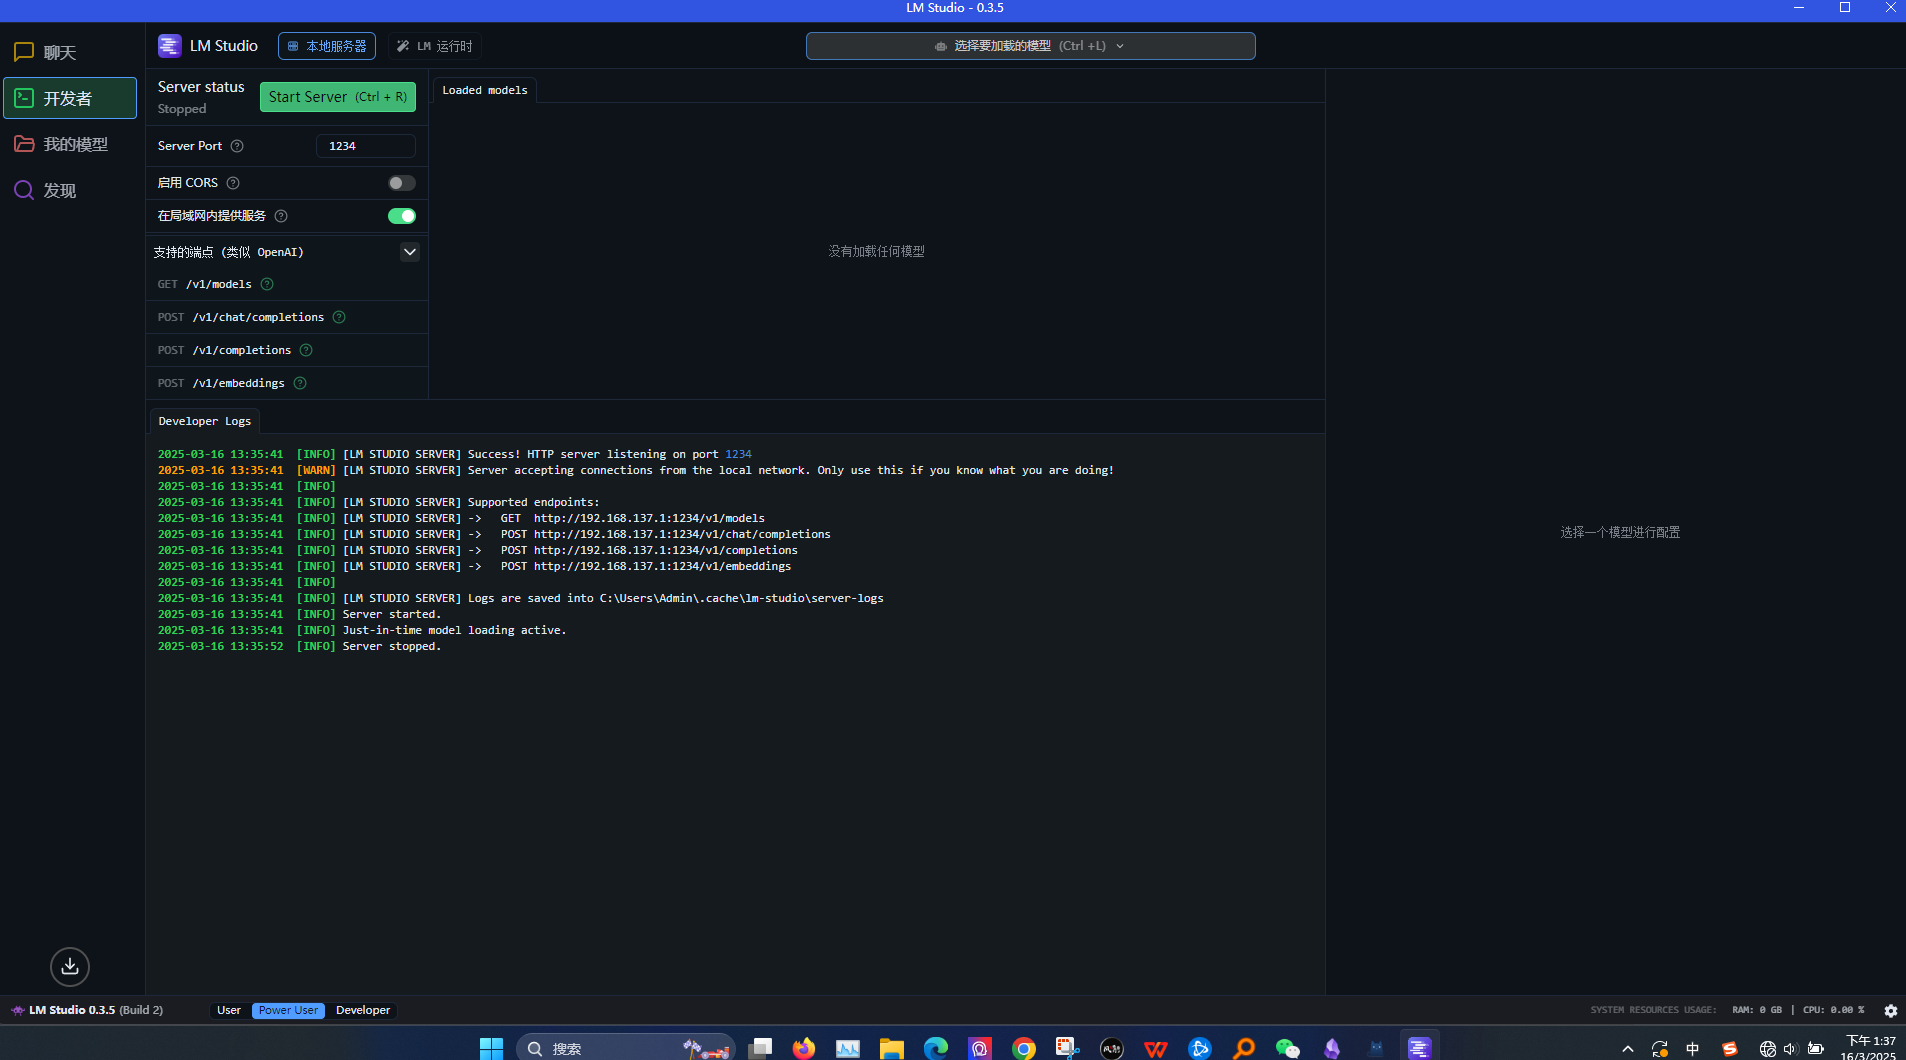 LM Studio - 0.3.5
聊天
开发者
我的模型
发现
LM Studio
本地服务器
LM 运行时
选择要加载的模型 (Ctrl +L)
Server status
Stopped
Start Server (Ctrl + R)
Server Port
1234
启用 CORS
在局域网内提供服务
支持的端点 (类似 OpenAI)
GET /v1/models
POST /v1/chat/completions
POST /v1/completions
POST /v1/embeddings
Loaded models
没有加载任何模型
选择一个模型进行配置
Developer Logs
2025-03-16 13:35:41 [INFO] [LM STUDIO SERVER] Success! HTTP server listening on port 1234
2025-03-16 13:35:41 [WARN] [LM STUDIO SERVER] Server accepting connections from the local network. Only use this if you know what you are doing!
2025-03-16 13:35:41 [INFO]
2025-03-16 13:35:41 [INFO] [LM STUDIO SERVER] Supported endpoints:
2025-03-16 13:35:41 [INFO] [LM STUDIO SERVER] -> GET http://192.168.137.1:1234/v1/models
2025-03-16 13:35:41 [INFO] [LM STUDIO SERVER] -> POST http://192.168.137.1:1234/v1/chat/completions
2025-03-16 13:35:41 [INFO] [LM STUDIO SERVER] -> POST http://192.168.137.1:1234/v1/completions
2025-03-16 13:35:41 [INFO] [LM STUDIO SERVER] -> POST http://192.168.137.1:1234/v1/embeddings
2025-03-16 13:35:41 [INFO]
2025-03-16 13:35:41 [INFO] [LM STUDIO SERVER] Logs are saved into C:\Users\Admin\.cache\lm-studio\server-logs
2025-03-16 13:35:41 [INFO] Server started.
2025-03-16 13:35:41 [INFO] Just-in-time model loading active.
2025-03-16 13:35:52 [INFO] Server stopped.
LM Studio 0.3.5 (Build 2)
User
Power User
Developer
SYSTEM RESOURCES USAGE: RAM: 0 GB | CPU: 0.00 %
搜索
中
下午 1:37
16/3/2025